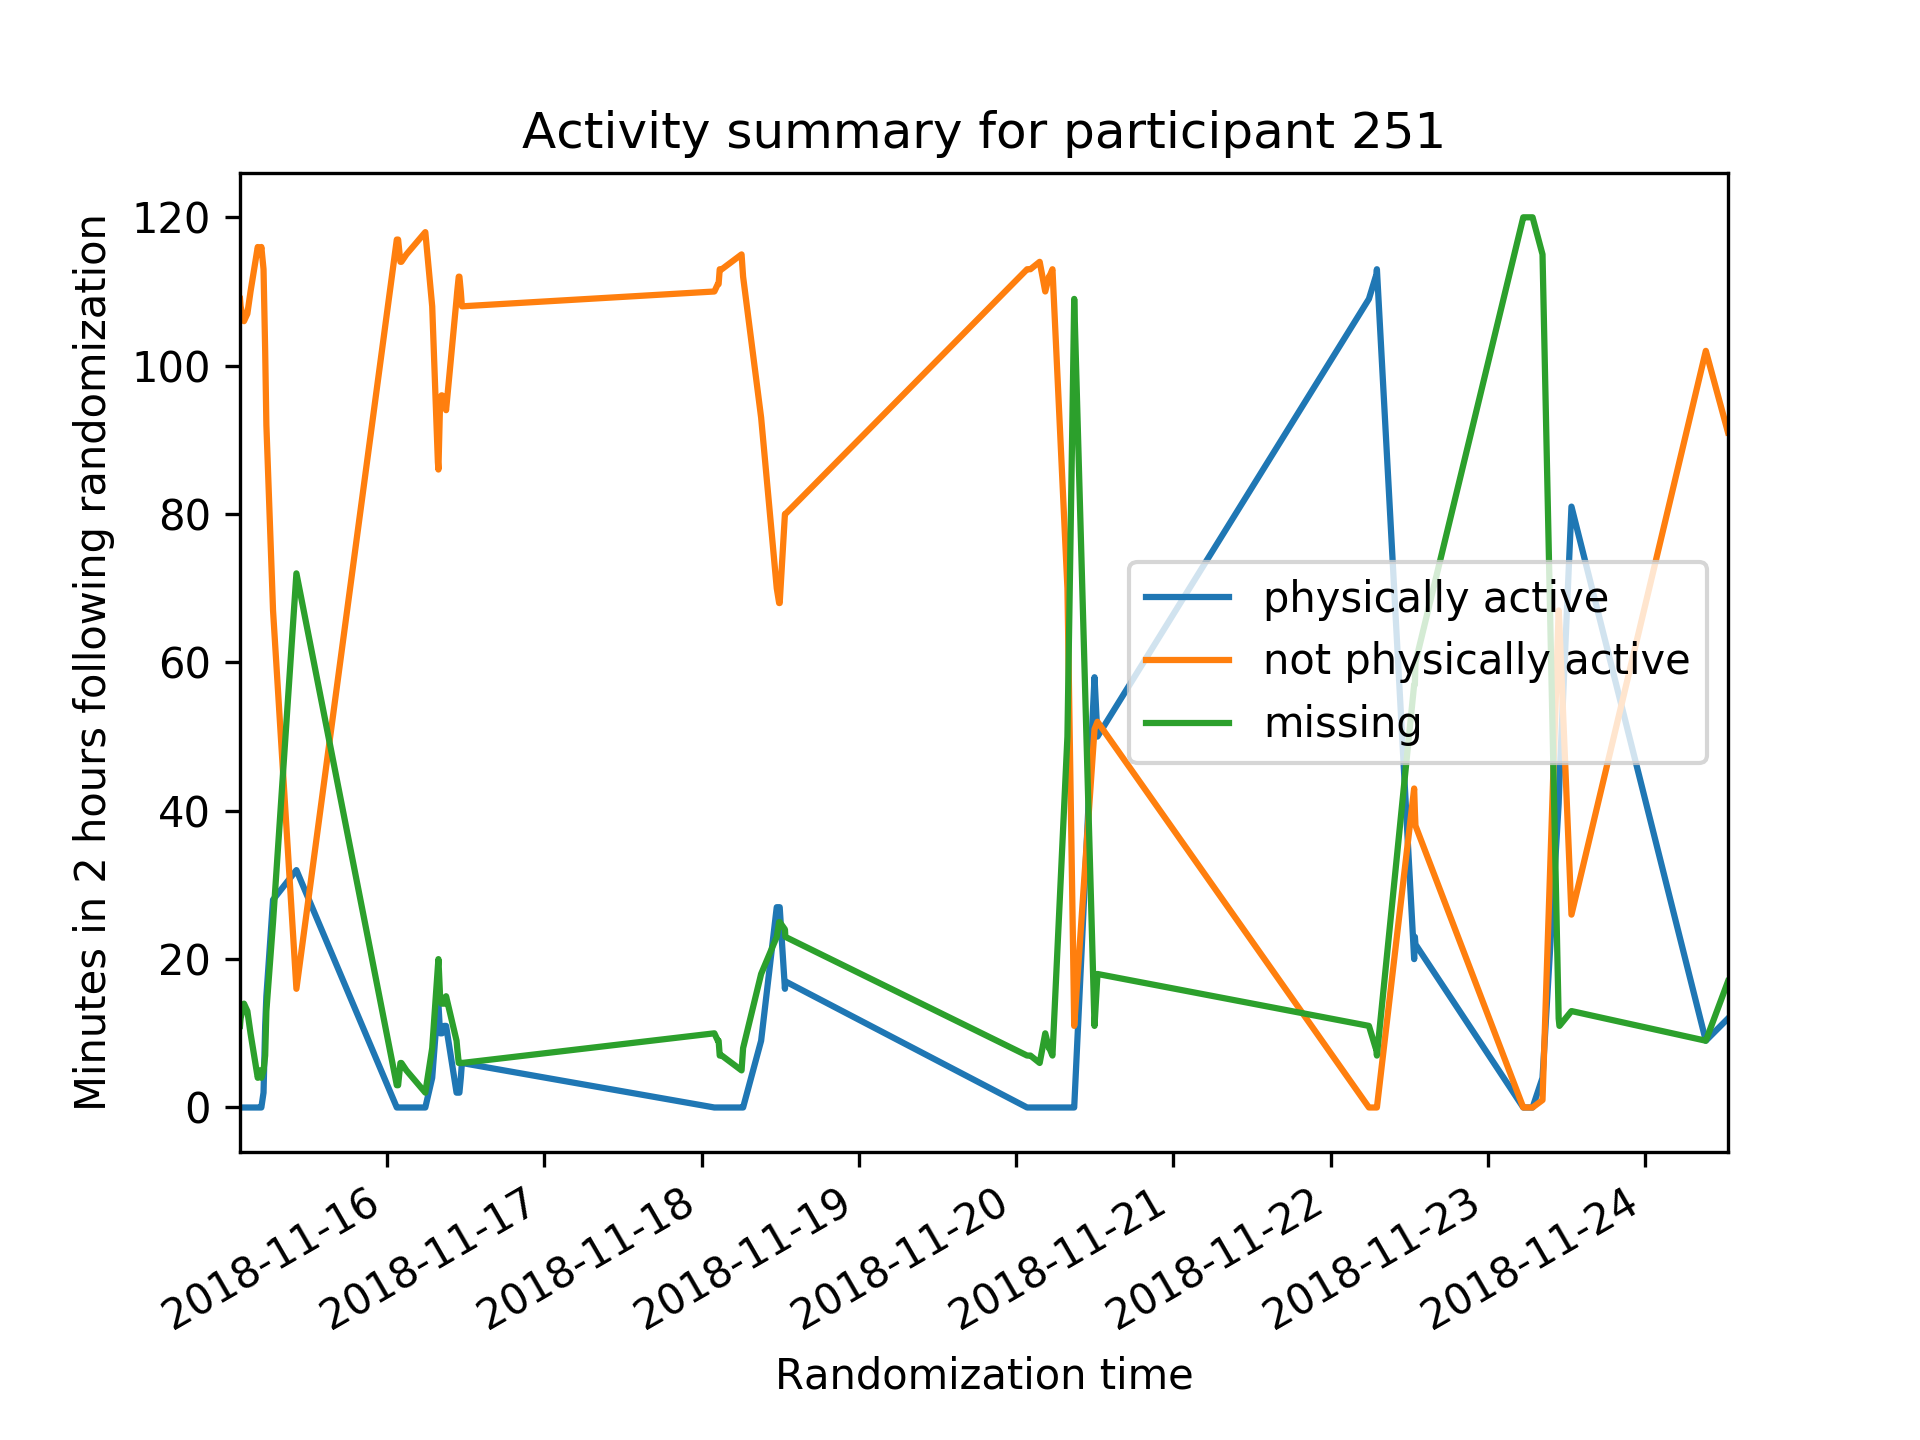 Activity summary for participant 251
Minutes in 2 hours following randomization
120
100
80
60
40
20
0
physically active
not physically active
missing
2018-11-16
2018-11-17
2018-11-18
2018-11-19
2018-11-20
2018-11-21
2018-11-22
2018-11-23
2018-11-24
Randomization time